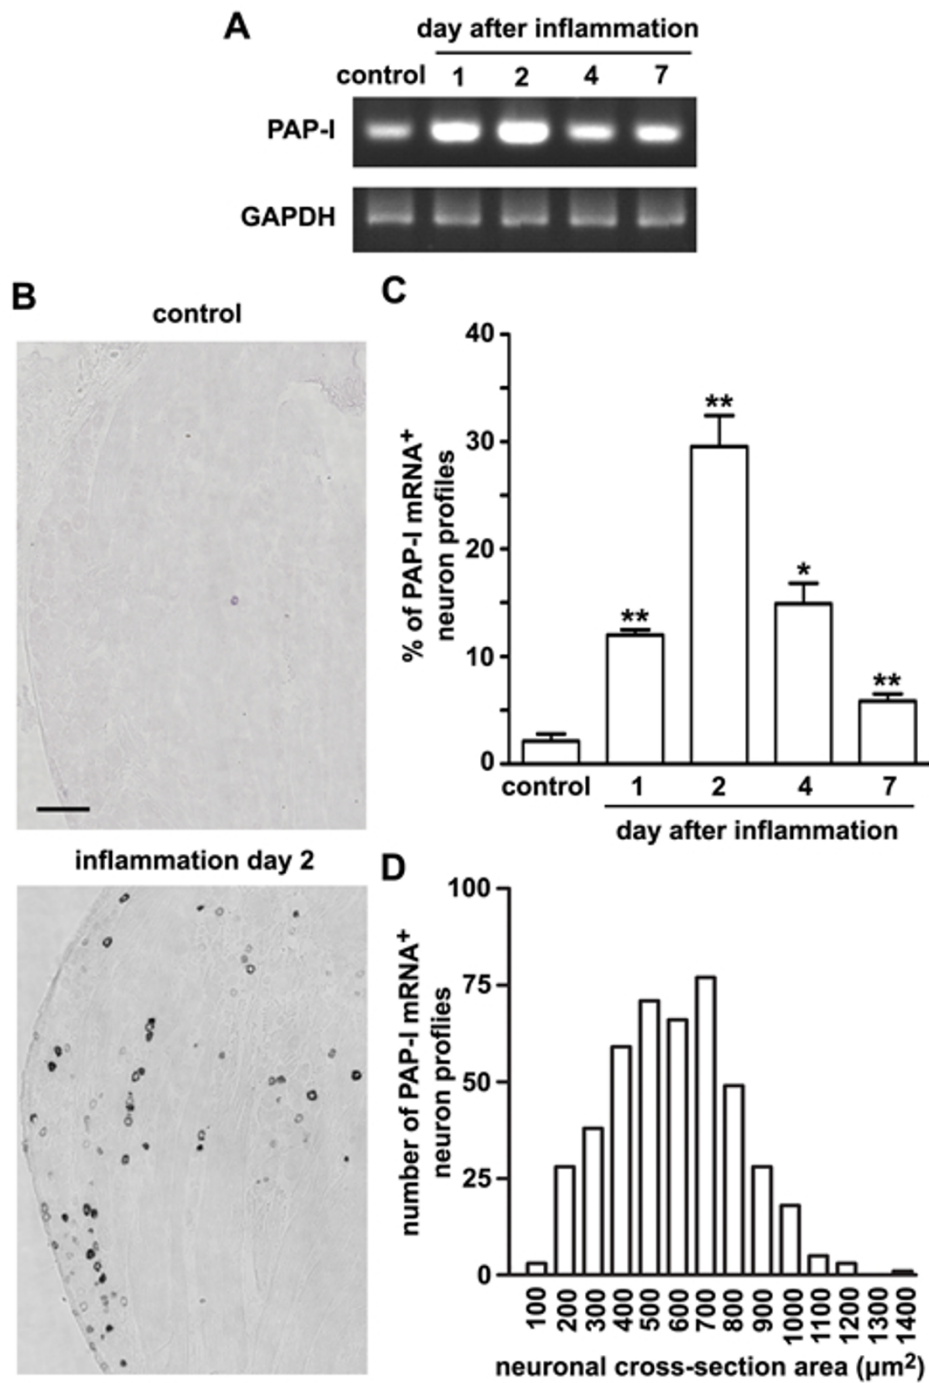 A
day after inflammation
control 1 2 4 7
PAP-I
GAPDH
B
control
inflammation day 2
C
40
30
20
10
0
% of PAP-I mRNA+
neuron profiles
**
**
*
**
control 1 2 4 7
day after inflammation
D
100
75
50
25
0
number of PAP-I mRNA+
neuron proflies
100 200 300 400 500 600 700 800 900 1000 1100 1200 1300 1400
neuronal cross-section area (µm2)